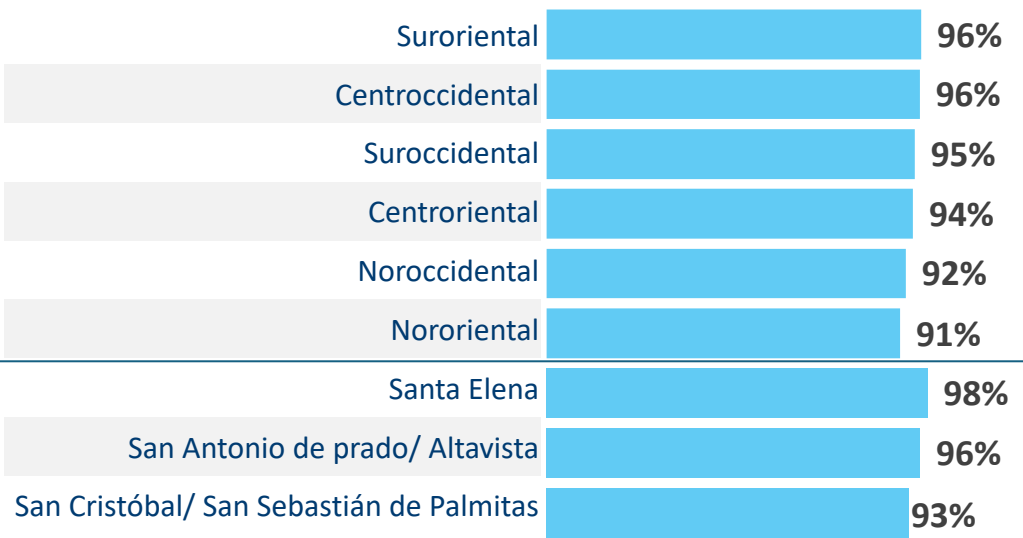 Suroriental 96%
Centroccidental 96%
Suroccidental 95%
Centroriental 94%
Noroccidental 92%
Nororiental 91%
Santa Elena 98%
San Antonio de prado/ Altavista 96%
San Cristóbal/ San Sebastián de Palmitas 93%